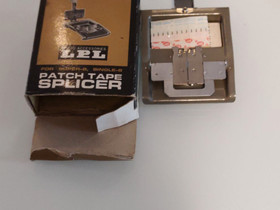 LPL
FOR SUPER-8, SINGLE-8
PATCH TAPE
SPLICER